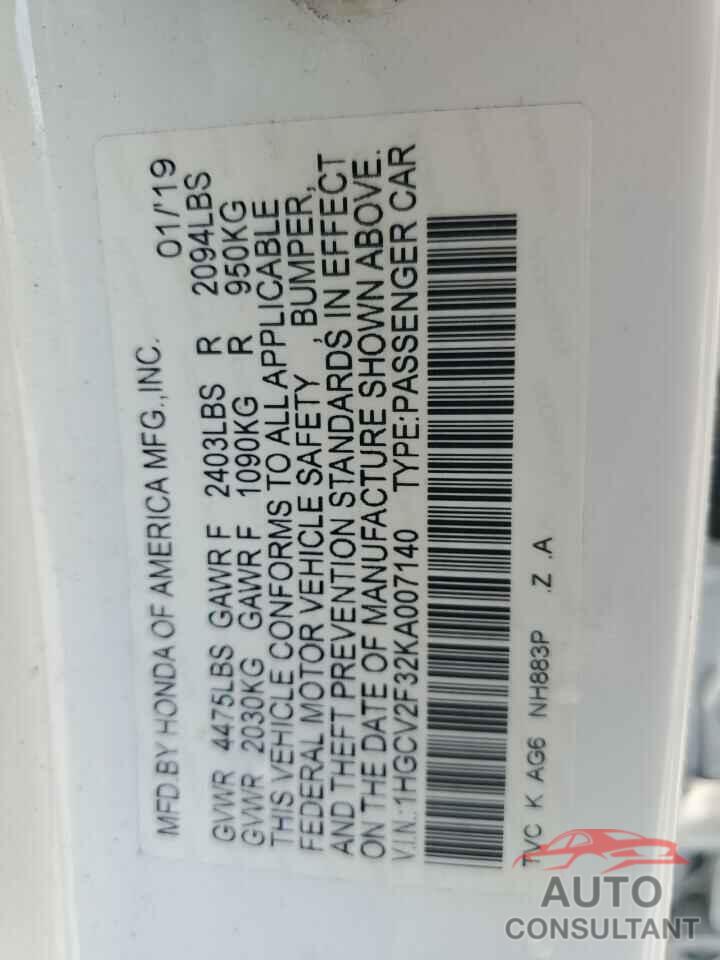 MFD.BY HONDA OF AMERICA MFG.,INC. 01/'19
GVWR 4475LBS GAWR F 2403LBS R 2094LBS
GVWR 2030KG GAWR F 1090KG R 950KG
THIS VEHICLE CONFORMS TO ALL APPLICABLE
FEDERAL MOTOR VEHICLE SAFETY , BUMPER,
AND THEFT PREVENTION STANDARDS IN EFFECT
ON THE DATE OF MANUFACTURE SHOWN ABOVE.
V.I.N.: 1HGCV2F32KA007140 TYPE:PASSENGER CAR
TVC K AG6 NH883P .Z .A
AUTO
CONSULTANT